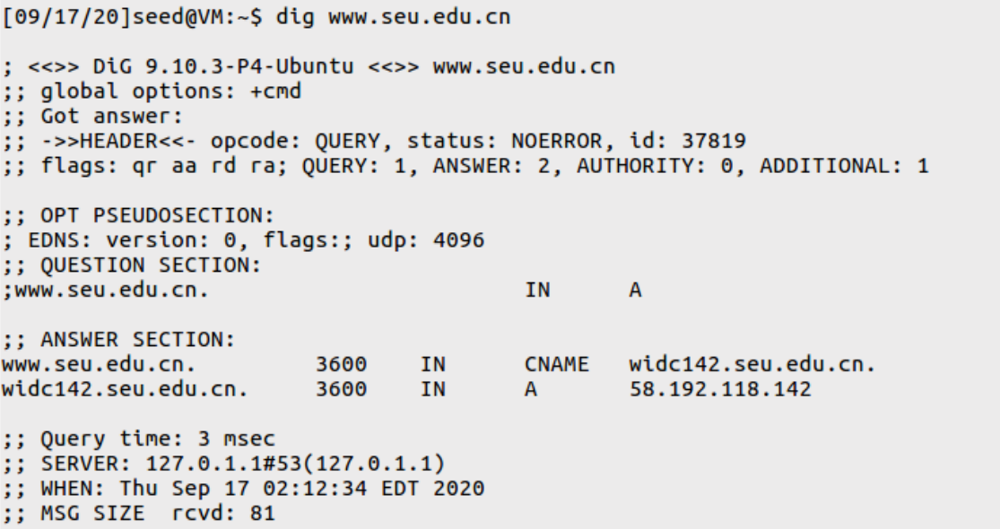 [09/17/20]seed@VM:~$ dig www.seu.edu.cn
; <<>> DiG 9.10.3-P4-Ubuntu <<>> www.seu.edu.cn
;; global options: +cmd
;; Got answer:
;; ->>HEADER<<- opcode: QUERY, status: NOERROR, id: 37819
;; flags: qr aa rd ra; QUERY: 1, ANSWER: 2, AUTHORITY: 0, ADDITIONAL: 1
;; OPT PSEUDOSECTION:
; EDNS: version: 0, flags:; udp: 4096
;; QUESTION SECTION:
;www.seu.edu.cn. IN A
;; ANSWER SECTION:
www.seu.edu.cn. 3600 IN CNAME widc142.seu.edu.cn.
widc142.seu.edu.cn. 3600 IN A 58.192.118.142
;; Query time: 3 msec
;; SERVER: 127.0.1.1#53(127.0.1.1)
;; WHEN: Thu Sep 17 02:12:34 EDT 2020
;; MSG SIZE rcvd: 81